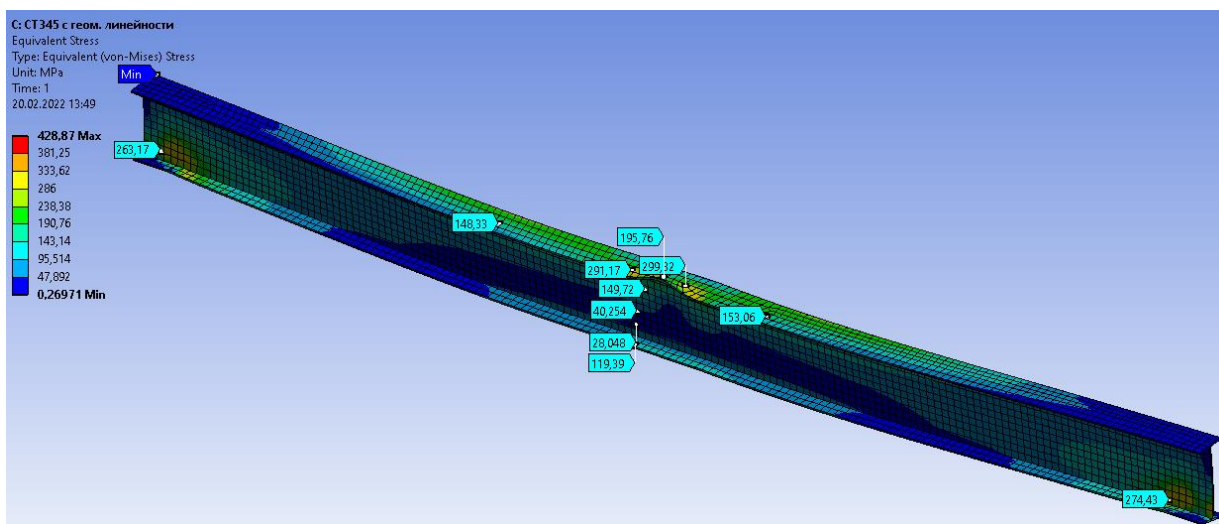 C: СТ345 с геом. линейности
Equivalent Stress
Type: Equivalent (von-Mises) Stress
Unit: MPa
Time: 1
20.02.2022 13:49
428,87 Max
381,25
333,62
286
238,38
190,76
143,14
95,514
47,892
0,26971 Min
Min
263,17
148,33
195,76
291,17
299,32
149,72
40,254
153,06
28,048
119,39
274,43